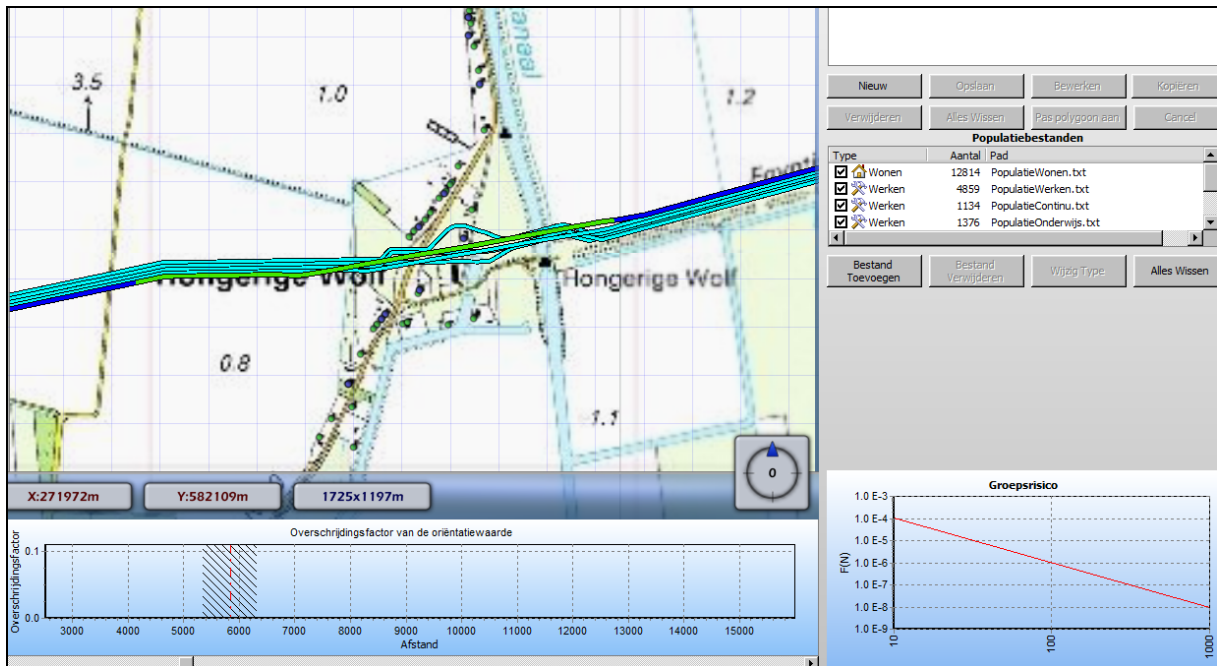 anaal
3.5
1.0
1.2
Egypti
Hongerige Wolf
Hongerige Wolf
0.8
1.1
0
X:271972m
Y:582109m
1725x1197m
Nieuw
Opslaan
Bewerken
Kopiëren
Verwijderen
Alles Wissen
Pas polygoon aan
Cancel
Populatiebestanden
Type Aantal Pad
Wonen 12814 PopulatieWonen.txt
Werken 4859 PopulatieWerken.txt
Werken 1134 PopulatieContinu.txt
Werken 1376 PopulatieOnderwijs.txt
Bestand Toevoegen
Bestand Verwijderen
Wijzig Type
Alles Wissen
Overschrijdingsfactor van de oriëntatiewaarde
Overschrijdingsfactor
0.1
0.0
3000 4000 5000 6000 7000 8000 9000 10000 11000 12000 13000 14000 15000
Afstand
Groepsrisico
F(N)
1.0 E-3
1.0 E-4
1.0 E-5
1.0 E-6
1.0 E-7
1.0 E-8
1.0 E-9
10 100 1000